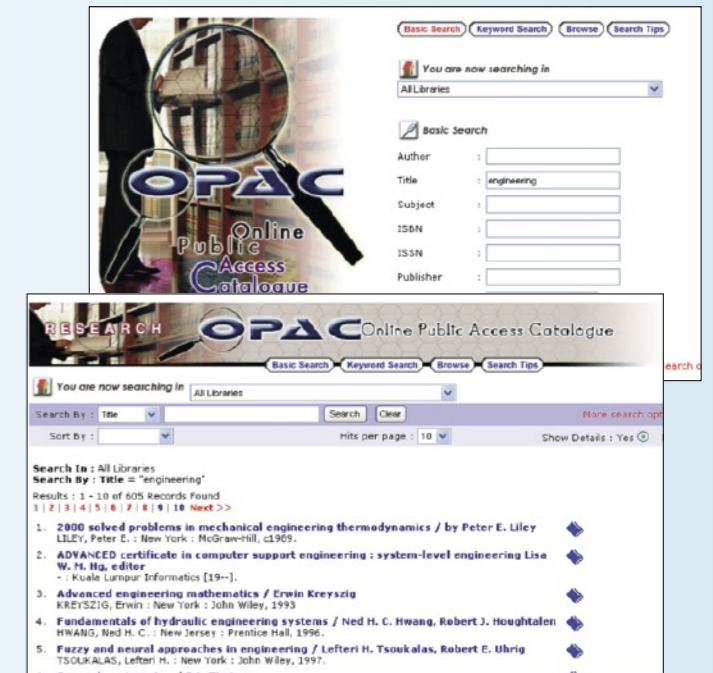 Basic Search Keyword Search Browse Search Tips
You are now searching in
All Libraries
Basic Search
Author :
Title : engineering
Subject :
ISBN :
ISSN :
Publisher :
OPAC
Online
Public
Access
Catalogue
RESEARCH OPAC Online Public Access Catalogue
Basic Search Keyword Search Browse Search Tips
You are now searching in All Libraries
Search By : Title Search Clear More search opt
Sort By : Hits per page : 10 Show Details : Yes
Search In : All Libraries
Search By : Title = "engineering"
Results : 1 - 10 of 605 Records Found
1 | 2 | 3 | 4 | 5 | 6 | 7 | 8 | 9 | 10 Next >>
1. 2000 solved problems in mechanical engineering thermodynamics / by Peter E. Liley
LILEY, Peter E. : New York : McGraw-Hill, c1989.
2. ADVANCED certificate in computer support engineering : system-level engineering Lisa
W. M. Hg, editor
- : Kuala Lumpur Informatics [19--].
3. Advanced engineering mathematics / Erwin Kreyszig
KREYSZIG, Erwin : New York : John Wiley, 1993
4. Fundamentals of hydraulic engineering systems / Ned H. C. Hwang, Robert J. Houghtalen
HWANG, Ned H. C. : New Jersey : Prentice Hall, 1996.
5. Fuzzy and neural approaches in engineering / Lefteri H. Tsoukalas, Robert E. Uhrig
TSOUKALAS, Lefteri H. : New York : John Wiley, 1997.